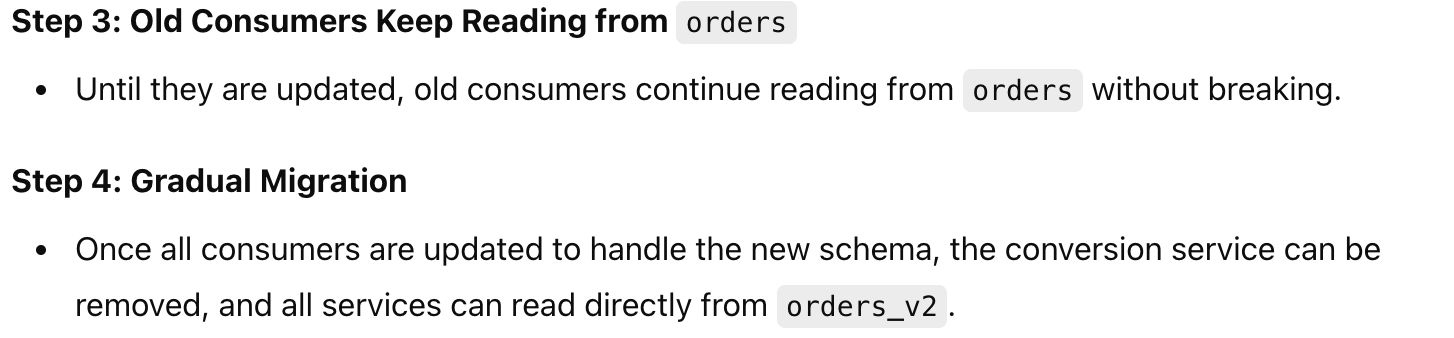 Step 3: Old Consumers Keep Reading from orders
• Until they are updated, old consumers continue reading from orders without breaking.
Step 4: Gradual Migration
• Once all consumers are updated to handle the new schema, the conversion service can be
removed, and all services can read directly from orders_v2.